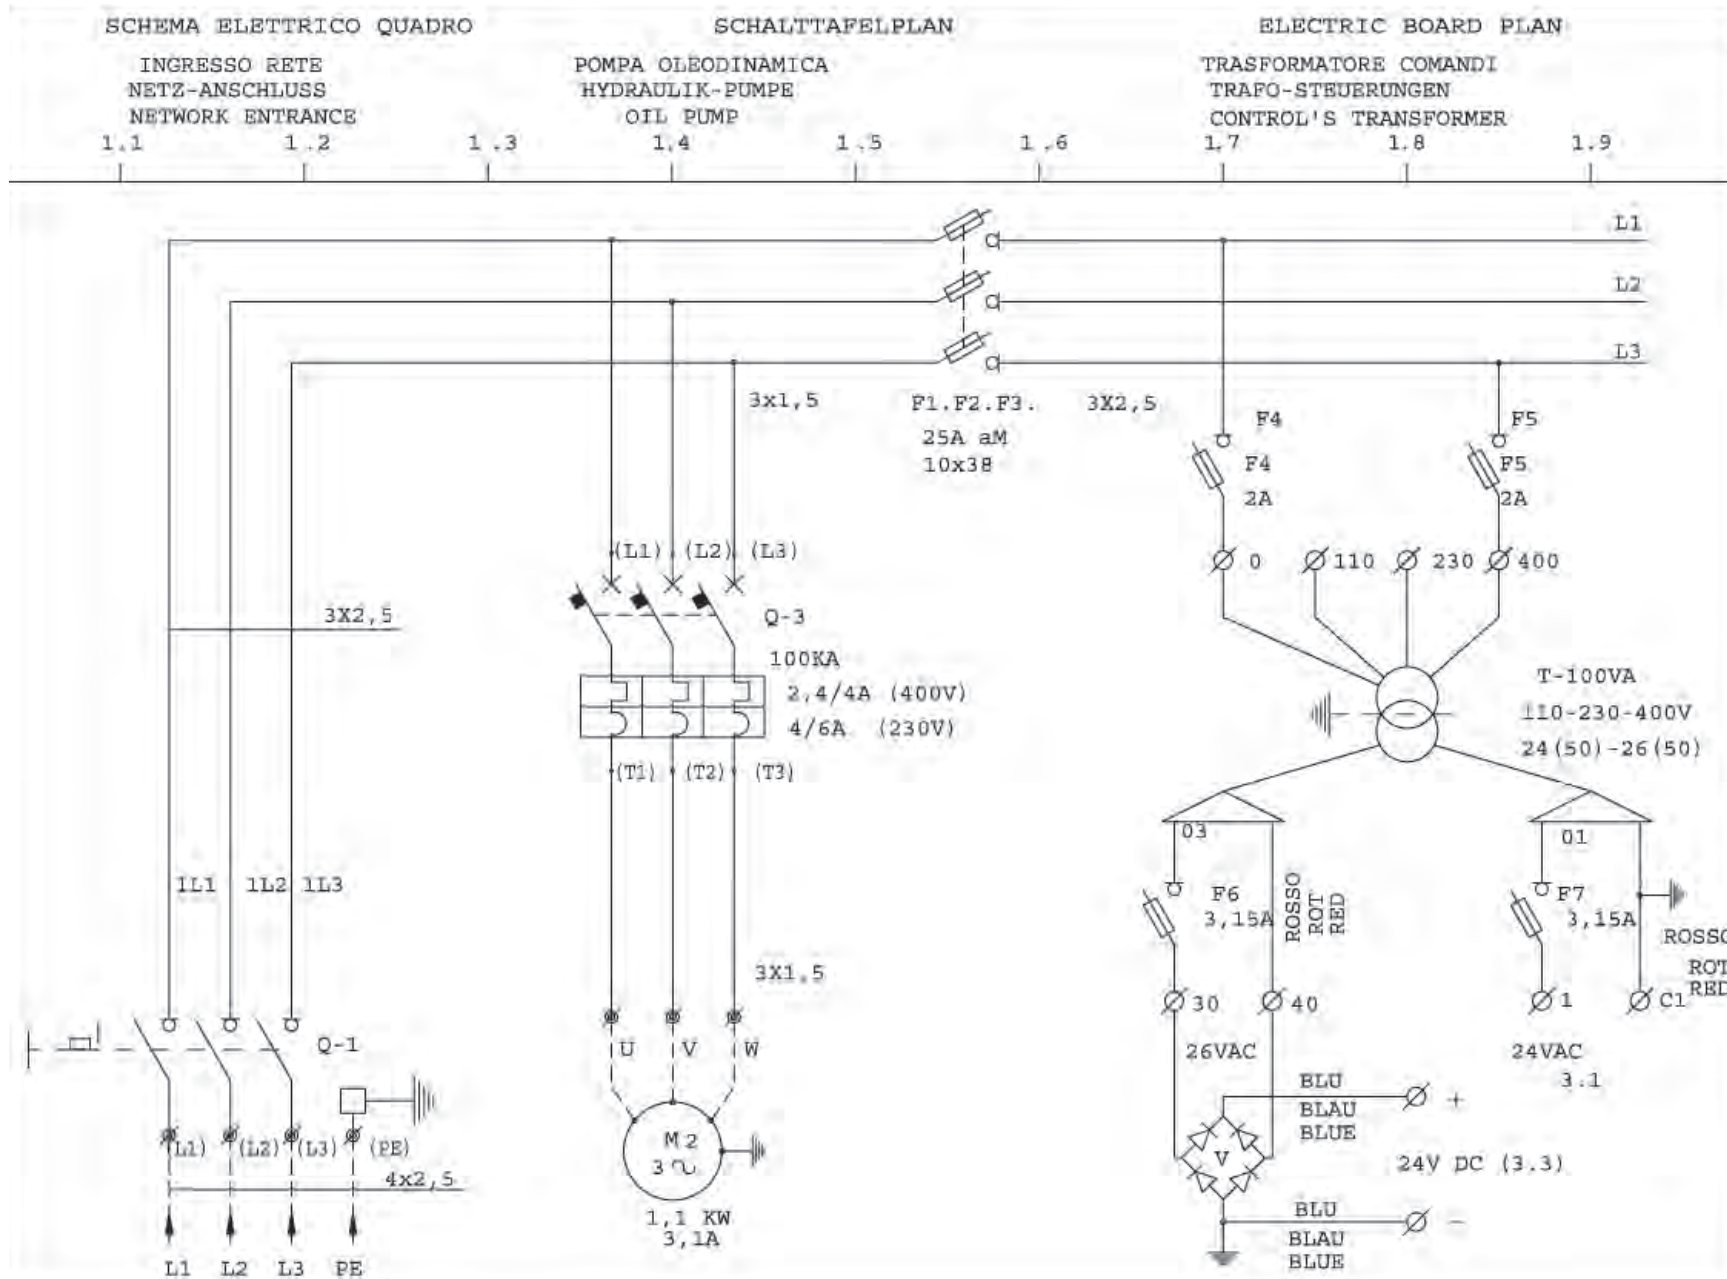 SCHEMA ELETTRICO QUADRO
SCHALTTAFELPLAN
ELECTRIC BOARD PLAN
INGRESSO RETE
NETZ-ANSCHLUSS
NETWORK ENTRANCE
POMPA OLEODINAMICA
HYDRAULIK-PUMPE
OIL PUMP
TRASFORMATORE COMANDI
TRAFO-STEUERUNGEN
CONTROL'S TRANSFORMER
1.1 1.2 1.3 1.4 1.5 1.6 1.7 1.8 1.9
L1
L2
L3
3x1,5
F1.F2.F3.
25A aM
10x38
3X2,5
F4
F4
2A
F5
F5
2A
(L1) (L2) (L3)
0 110 230 400
3X2,5
Q-3
100KA
2,4/4A (400V)
4/6A (230V)
(T1) (T2) (T3)
T-100VA
110-230-400V
24(50)-26(50)
03
01
1L1 1L2 1L3
F6
3,15A
ROSSO
ROT
RED
F7
3,15A
ROSSO
ROT
RED
3X1,5
30 40
1 C1
Q-1
U V W
26VAC
24VAC
3.1
BLU
BLAU
BLUE
+
(L1) (L2) (L3) (PE)
4x2,5
M2
3
V
24V DC (3.3)
1,1 KW
3,1A
BLU
BLAU
BLUE
-
L1 L2 L3 PE